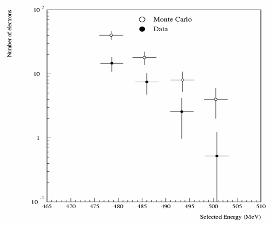 Number of electrons
10²
Monte Carlo
Data
10
1
10⁻¹
465 470 475 480 485 490 495 500 505 510
Selected Energy (MeV)